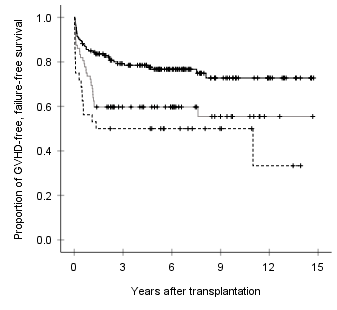 Proportion of GVHD-free, failure-free survival
1.0
0.8
0.6
0.4
0.2
0.0
0 3 6 9 12 15
Years after transplantation